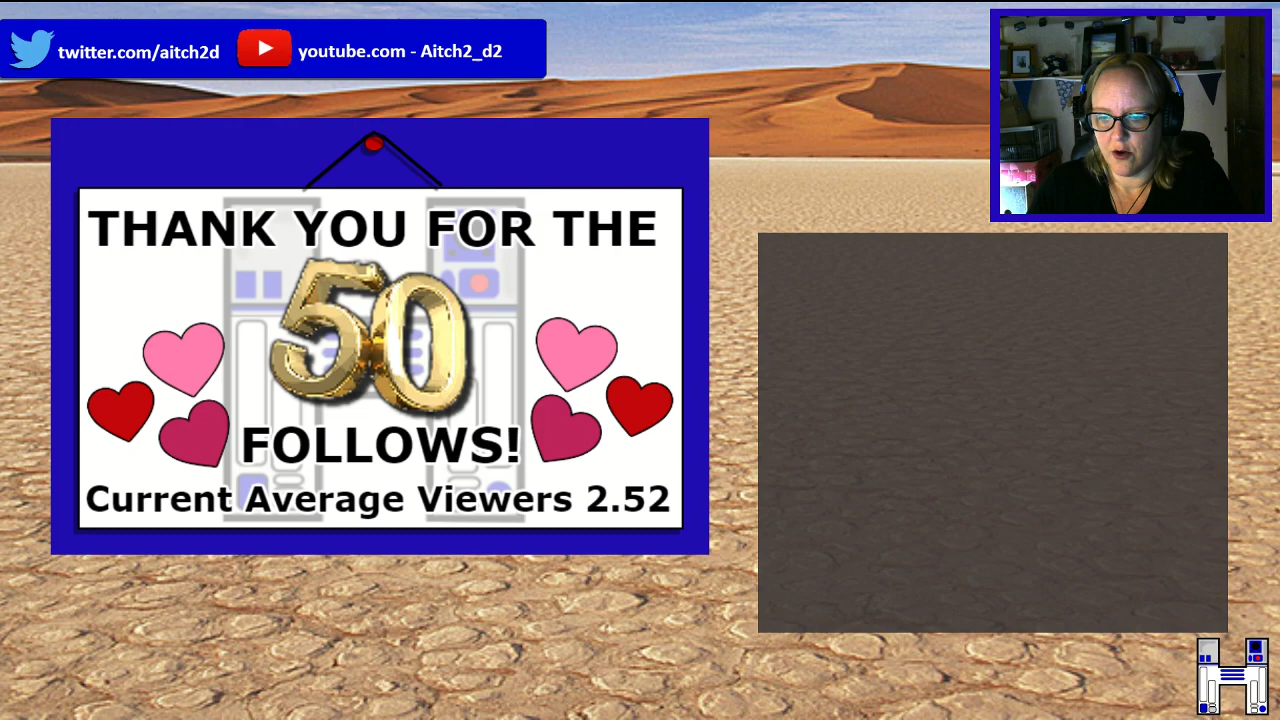 twitter.com/aitch2d youtube.com - Aitch2_d2
THANK YOU FOR THE
50
FOLLOWS!
Current Average Viewers 2.52